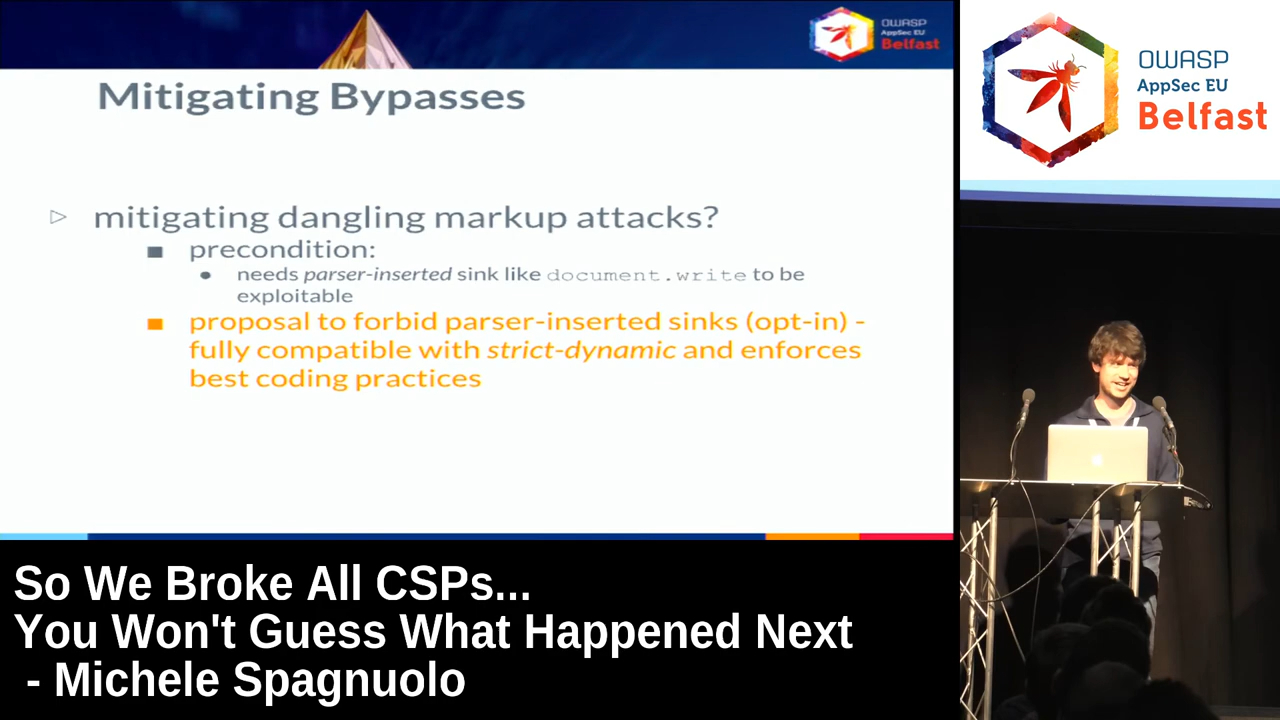 OWASP
AppSec EU
Belfast
Mitigating Bypasses
mitigating dangling markup attacks?
precondition:
needs parser-inserted sink like document.write to be
exploitable
proposal to forbid parser-inserted sinks (opt-in) -
fully compatible with strict-dynamic and enforces
best coding practices
OWASP
AppSec EU
Belfast
So We Broke All CSPs...
You Won't Guess What Happened Next
- Michele Spagnuolo